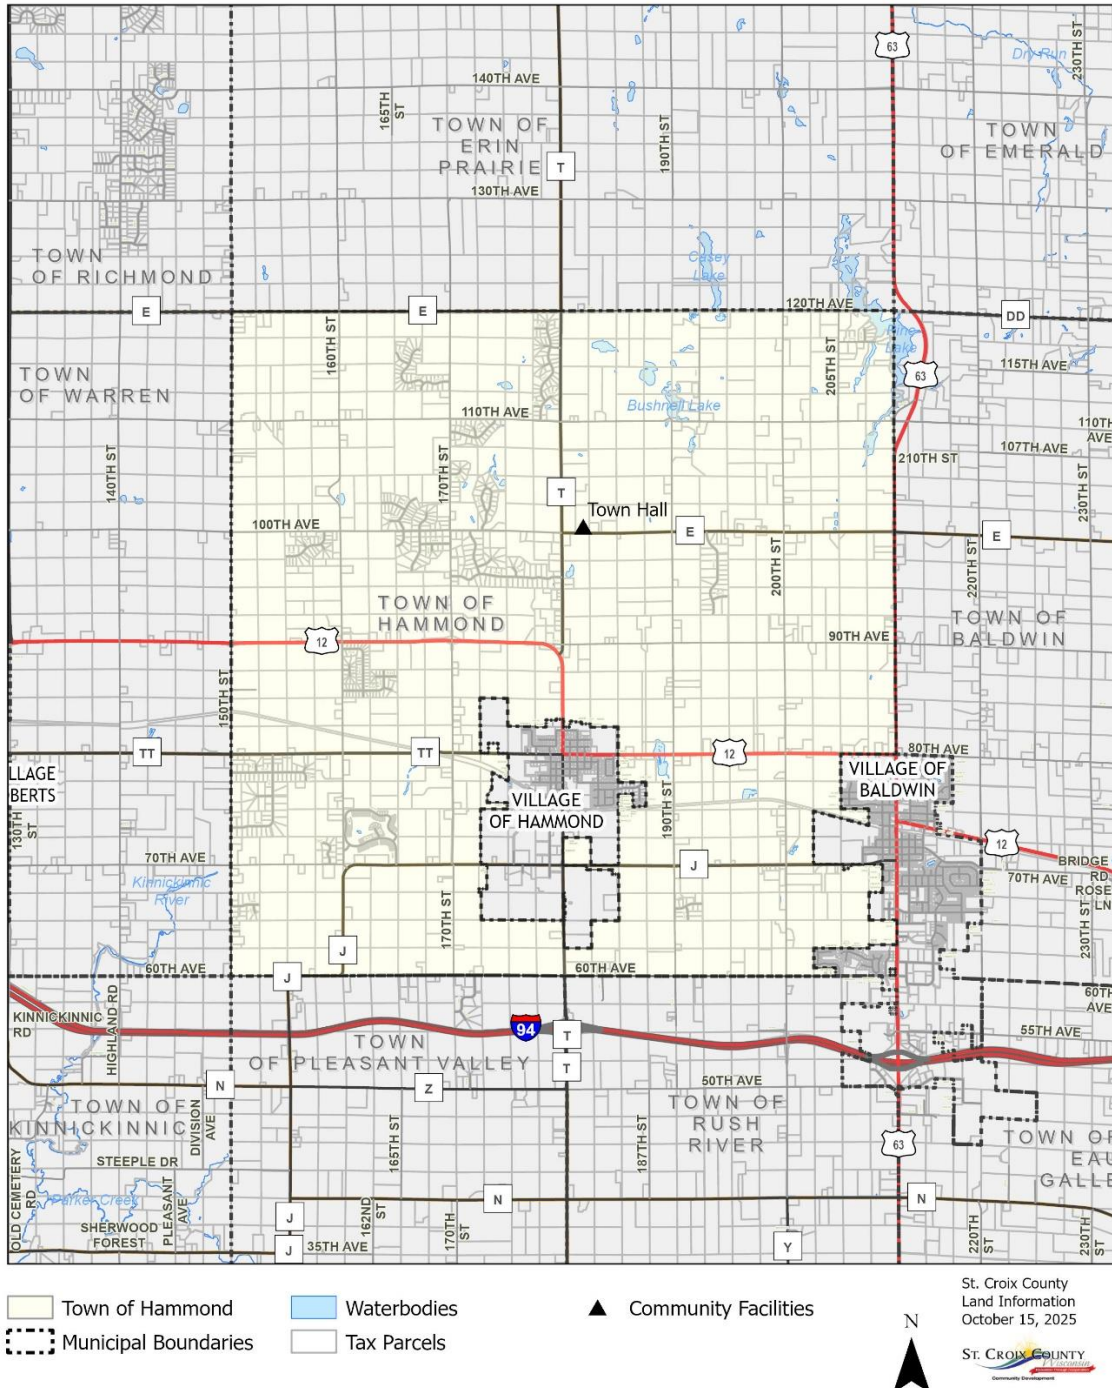 63
Dry Run
230TH ST
140TH AVE
165TH
ST
TOWN OF
ERIN
PRAIRIE
190TH ST
TOWN
OF EMERALD
T
130TH AVE
TOWN
OF RICHMOND
Casey
Lake
120TH AVE
E
E
DD
Pine
Lake
160TH ST
205TH ST
115TH AVE
TOWN
OF WARREN
63
Bushnell Lake
110TH AVE
110TH
AVE
107TH AVE
210TH ST
140TH ST
170TH ST
230TH ST
T
Town Hall
100TH AVE
E
E
200TH ST
220TH ST
TOWN OF
HAMMOND
TOWN OF
BALDWIN
12
90TH AVE
150TH ST
TT
TT
12
80TH AVE
LLAGE
BERTS
VILLAGE OF
BALDWIN
190TH ST
VILLAGE
OF HAMMOND
130TH
ST
12
70TH AVE
J
BRIDGE
RD
70TH AVE
ROSE
LN
Kinnickinnic
River
170TH ST
230TH ST
J
60TH AVE
J
60TH AVE
60TH
AVE
KINNICKINNIC
RD
HIGHLAND RD
94
T
55TH AVE
TOWN
OF PLEASANT VALLEY
T
N
Z
50TH AVE
TOWN OF
KINNICKINNIC
DIVISION
AVE
TOWN OF
RUSH
RIVER
165TH ST
187TH ST
63
TOWN OF
EAU
GALLE
STEEPLE DR
OLD CEMETERY
RD
Parker Creek
PLEASANT
AVE
N
N
SHERWOOD
FOREST
J
J
35TH AVE
162ND
ST
170TH
ST
Y
220TH
ST
230TH
ST
Town of Hammond
Waterbodies
Community Facilities
Municipal Boundaries
Tax Parcels
N
St. Croix County
Land Information
October 15, 2025
ST. CROIX COUNTY
Wisconsin
Community Development